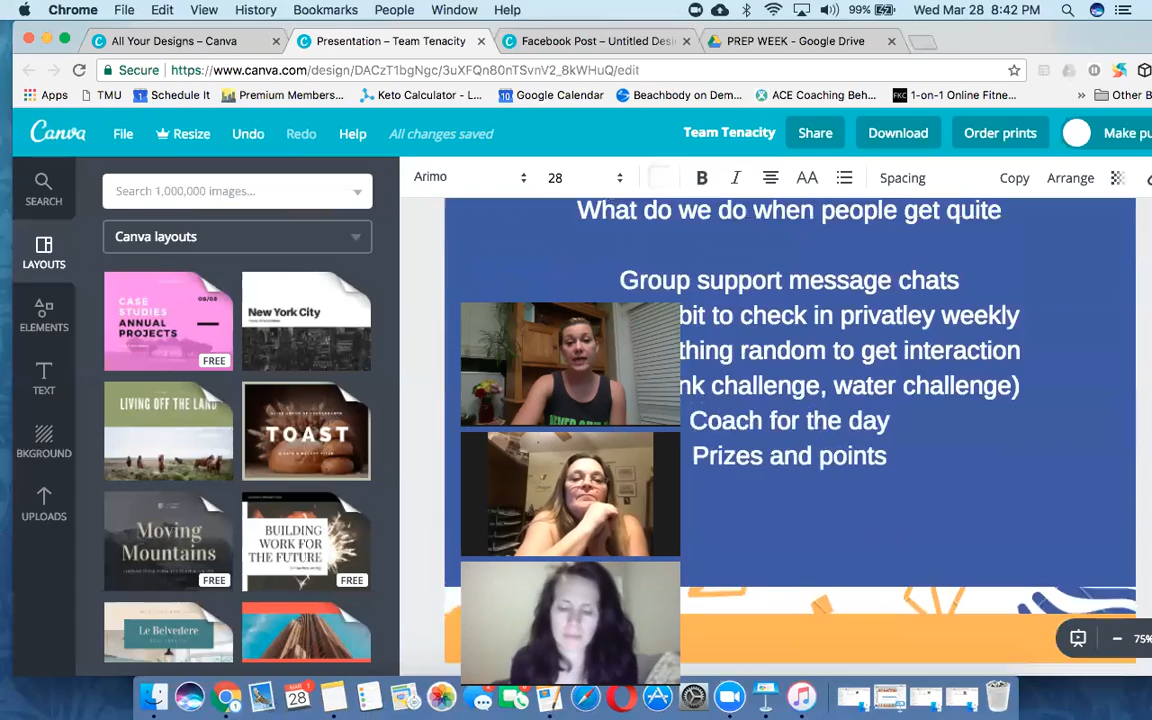 Chrome File Edit View History Bookmarks People Window Help 99% Wed Mar 28 8:42 PM
All Your Designs – Canva Presentation – Team Tenacity Facebook Post – Untitled Desi PREP WEEK - Google Drive
Secure https://www.canva.com/design/DACzT1bgNgc/3uXFQn80nTSvnV2_8kWHuQ/edit
Apps TMU Schedule It Premium Members... Keto Calculator - L... Google Calendar Beachbody on Dem... ACE Coaching Beh... FKC 1-on-1 Online Fitne... » Other B
Canva File Resize Undo Redo Help All changes saved Team Tenacity Share Download Order prints Make pu
SEARCH
LAYOUTS
ELEMENTS
TEXT
BKGROUND
UPLOADS
Search 1,000,000 images...
Canva layouts
CASE
STUDIES
ANNUAL
PROJECTS
FREE
New York City
LIVING OFF THE LAND
TOAST
Moving
Mountains
FREE
BUILDING
WORK FOR
THE FUTURE
FREE
Le Belvedere
Arimo 28 B I AA Spacing Copy Arrange
What do we do when people get quite
Group support message chats
bit to check in privatley weekly
thing random to get interaction
nk challenge, water challenge)
Coach for the day
Prizes and points
75%
MAR
28